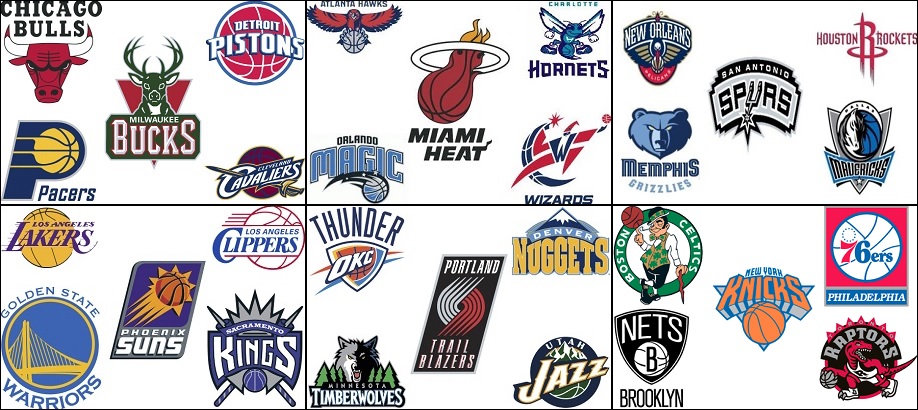 CHICAGO
BULLS
MILWAUKEE
BUCKS
DETROIT
PISTONS
Pacers
CLEVELAND
CAVALIERS
ATLANTA HAWKS
MIAMI
HEAT
CHARLOTTE
HORNETS
ORLANDO
MAGIC
WIZARDS
NEW ORLEANS
PELICANS
SAN ANTONIO
SPURS
HOUSTON ROCKETS
MEMPHIS
GRIZZLIES
DALLAS
MAVERICKS
LOS ANGELES
LAKERS
LOS ANGELES
CLIPPERS
PHOENIX
SUNS
GOLDEN STATE
WARRIORS
SACRAMENTO
KINGS
THUNDER
OKC
PORTLAND
TRAIL
BLAZERS
DENVER
NUGGETS
MINNESOTA
TIMBERWOLVES
UTAH
JAZZ
BOSTON CELTICS
NEW YORK
KNICKS
76ers
PHILADELPHIA
NETS
B
BROOKLYN
RAPTORS